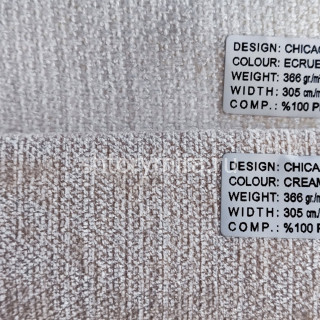 DESIGN: CHICA
COLOUR: ECRUE
WEIGHT: 366 gr/m
WIDTH: 305 cm/m
COMP.: %100 P
DESIGN: CHICA
COLOUR: CREAM
WEIGHT: 366 gr/m
WIDTH: 305 cm/
COMP.: %100 P